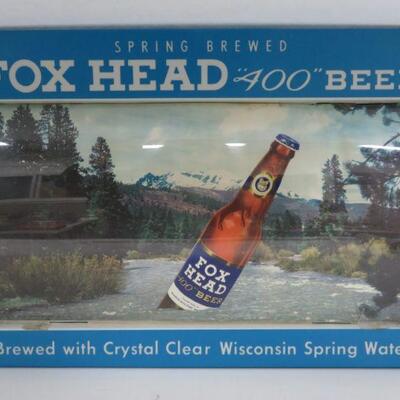 SPRING BREWED
FOX HEAD "400" BEE
Brewed with Crystal Clear Wisconsin Spring Wate
FOX
HEAD
"400" BEER